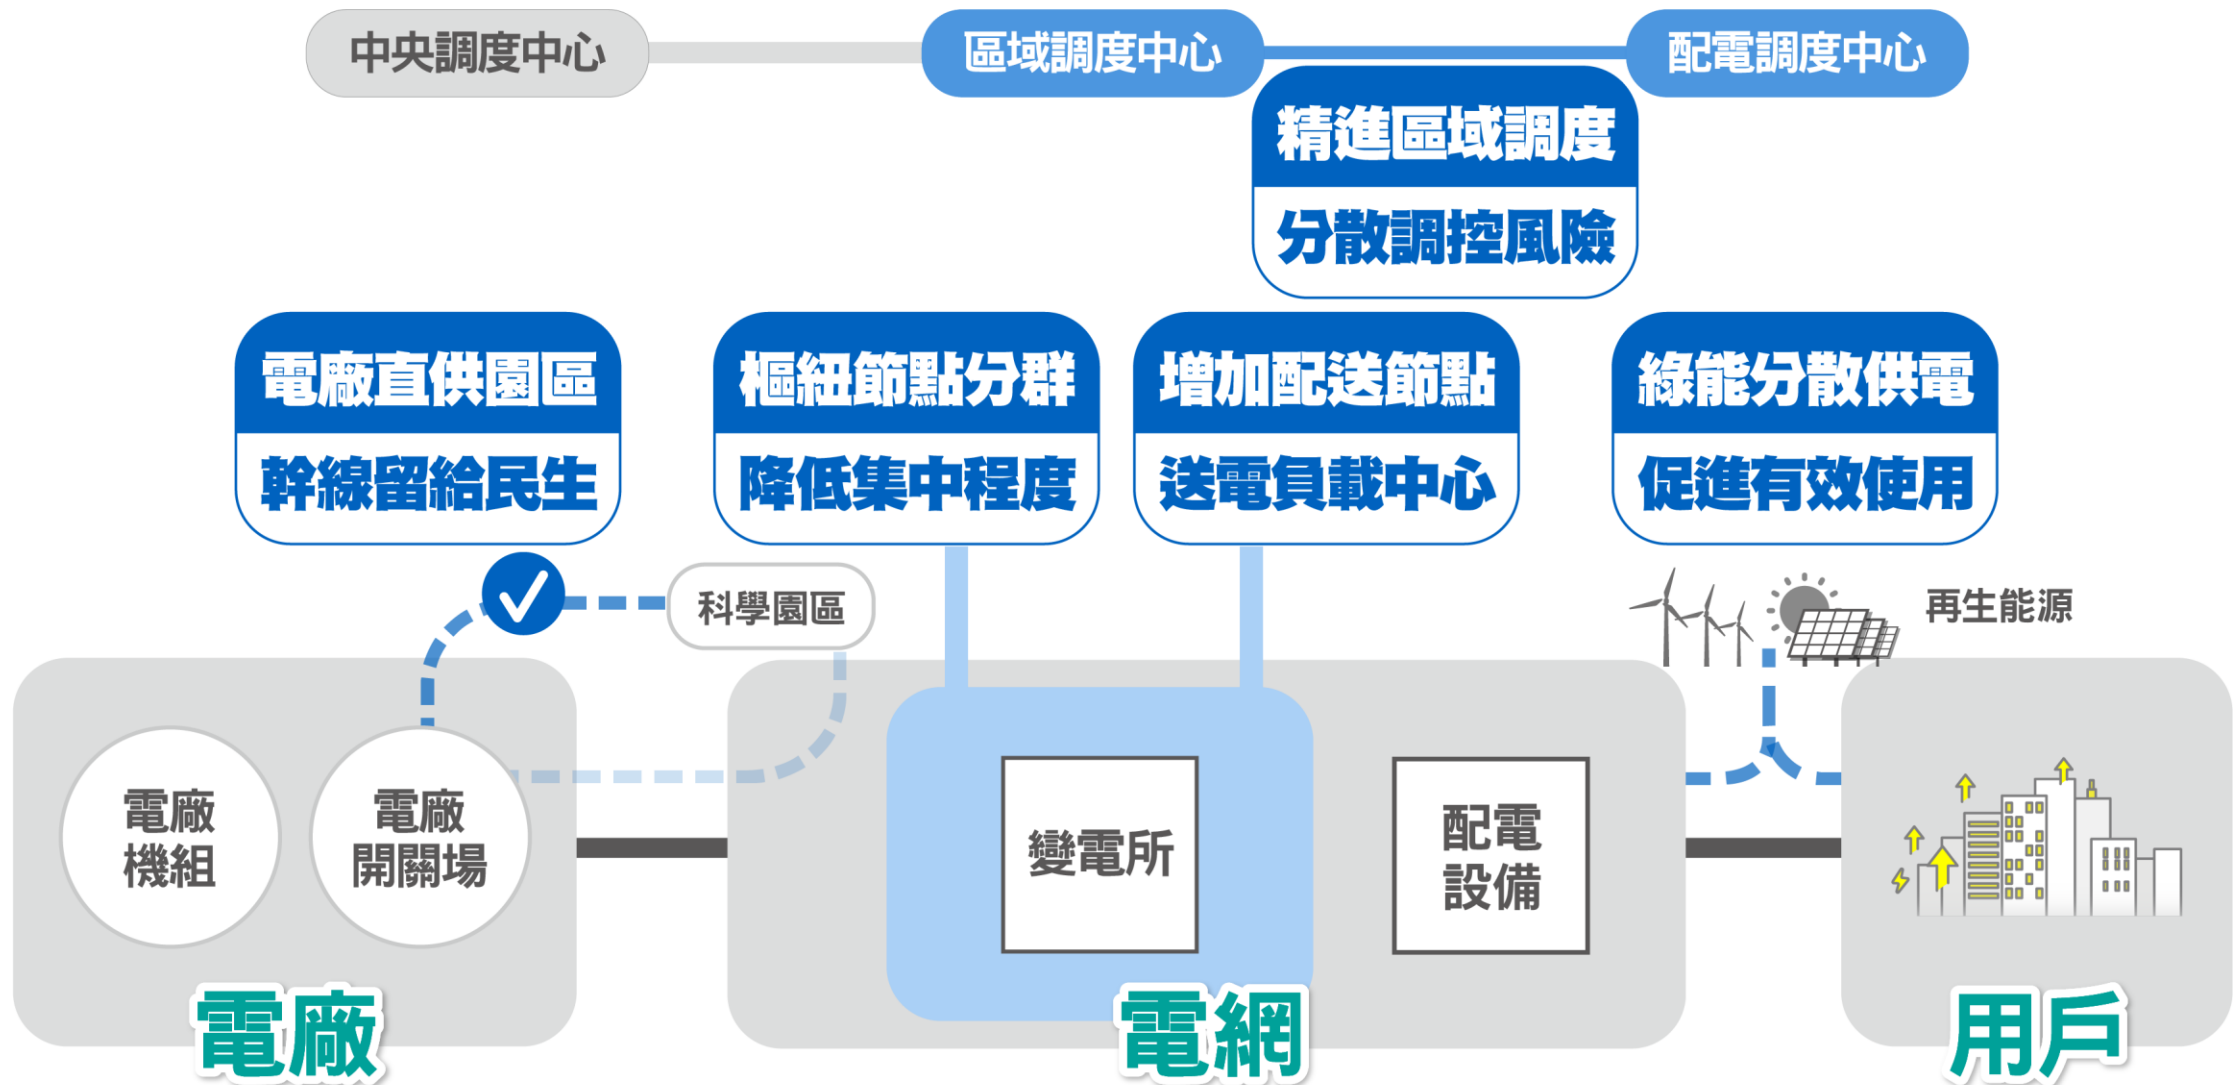 中央調度中心
區域調度中心
配電調度中心
精進區域調度
分散調控風險
電廠直供園區
幹線留給民生
樞紐節點分群
降低集中程度
增加配送節點
送電負載中心
綠能分散供電
促進有效使用
科學園區
再生能源
電廠
機組
電廠
開關場
變電所
配電
設備
電廠
電網
用戶